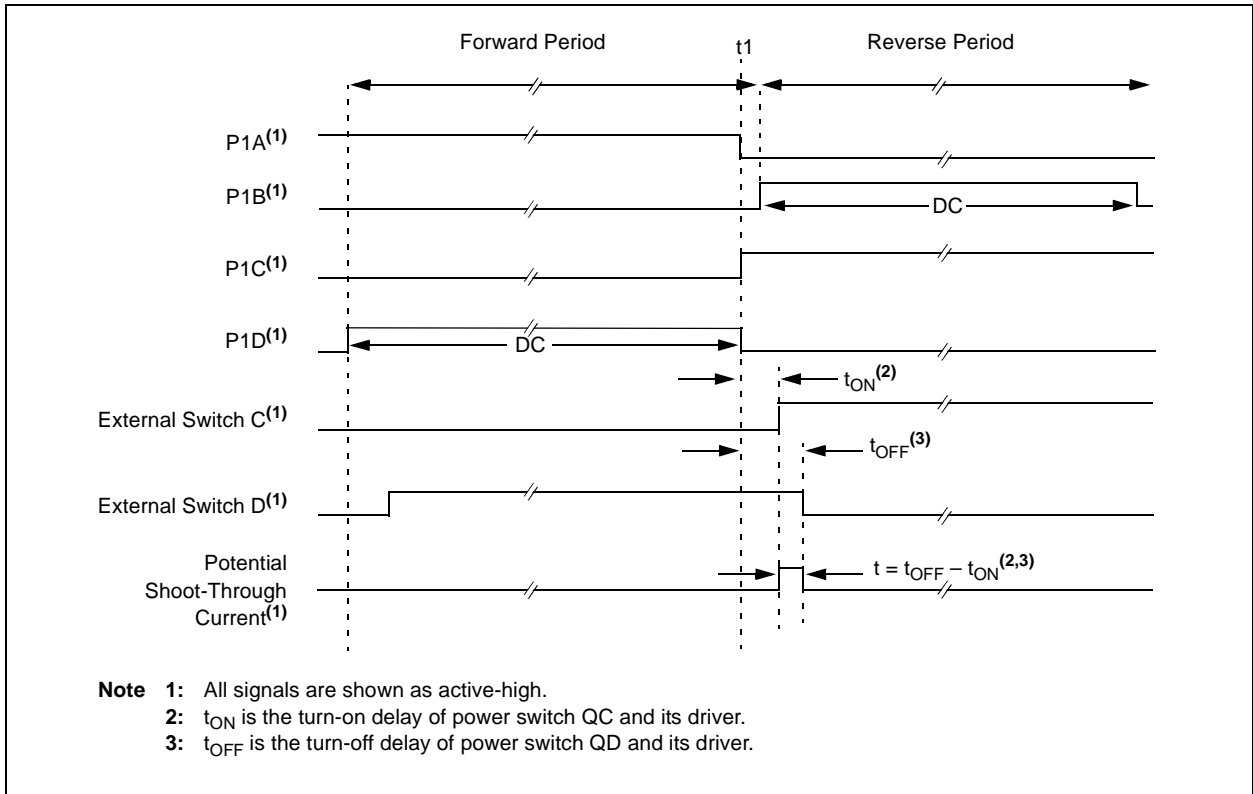 Forward Period
t1
Reverse Period
P1A(1)
P1B(1)
DC
P1C(1)
P1D(1)
DC
tON(2)
External Switch C(1)
tOFF(3)
External Switch D(1)
Potential
Shoot-Through
Current(1)
t = tOFF – tON(2,3)
Note 1: All signals are shown as active-high.
2: tON is the turn-on delay of power switch QC and its driver.
3: tOFF is the turn-off delay of power switch QD and its driver.